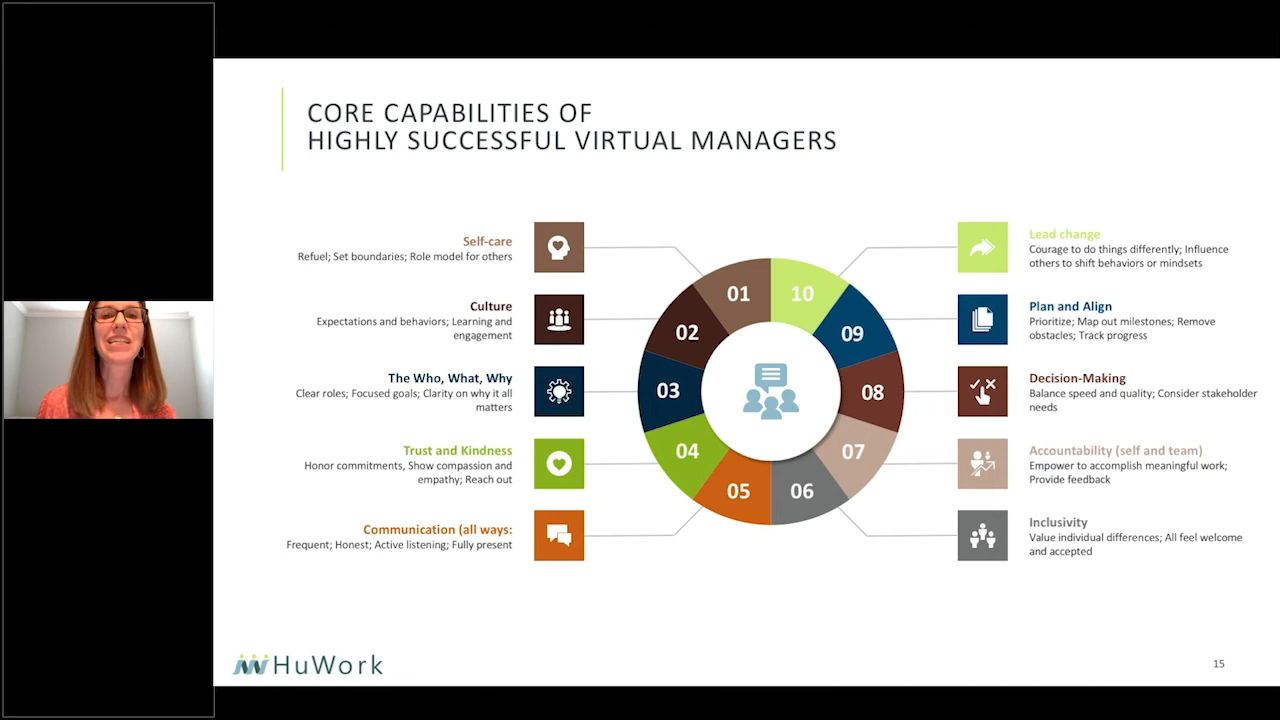 CORE CAPABILITIES OF
HIGHLY SUCCESSFUL VIRTUAL MANAGERS
Self-care
Refuel; Set boundaries; Role model for others
Culture
Expectations and behaviors; Learning and
engagement
The Who, What, Why
Clear roles; Focused goals; Clarity on why it all
matters
Trust and Kindness
Honor commitments, Show compassion and
empathy; Reach out
Communication (all ways:
Frequent; Honest; Active listening; Fully present
01
02
03
04
05
06
07
08
09
10
Lead change
Courage to do things differently; Influence
others to shift behaviors or mindsets
Plan and Align
Prioritize; Map out milestones; Remove
obstacles; Track progress
Decision-Making
Balance speed and quality; Consider stakeholder
needs
Accountability (self and team)
Empower to accomplish meaningful work;
Provide feedback
Inclusivity
Value individual differences; All feel welcome
and accepted
HuWork
15